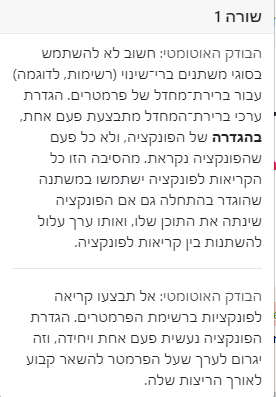 שורה 1
הבודק האוטומטי: חשוב לא להשתמש
בסוגי משתנים ברי־שינוי (רשימות, לדוגמה)
עבור ברירת־המחדל של פרמטרים. הגדרת
ערכי ברירת־המחדל מתבצעת פעם אחת,
בהגדרה של הפונקציה, ולא כל פעם
שהפונקציה נקראת. מהסיבה הזו כל
הקריאות לפונקציה ישתמשו במשתנה
שהוגדר בהתחלה גם אם הפונקציה
שינתה את התוכן שלו, ואותו ערך עלול
להשתנות בין קריאות לפונקציה.
הבודק האוטומטי: אל תבצעו קריאה
לפונקציות ברשימת הפרמטרים. הגדרת
הפונקציה נעשית פעם אחת ויחידה, וזה
יגרום לערך שעל הפרמטר להשאר קבוע
לאורך הריצות שלה.